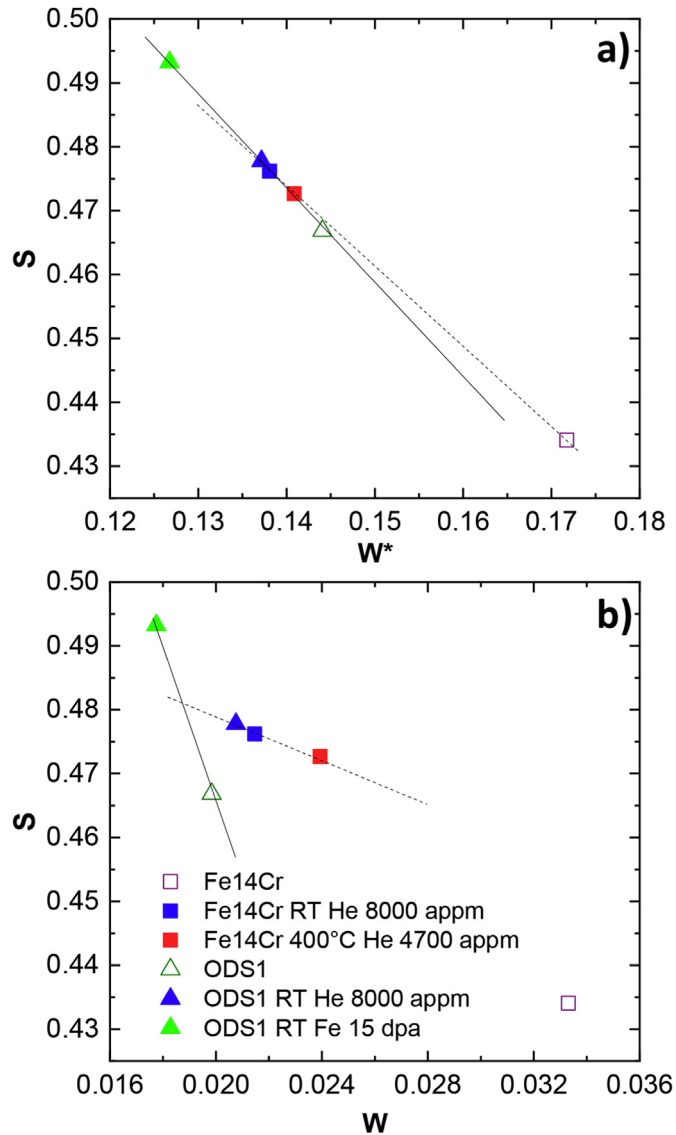 a)
0.50
0.49
0.48
0.47
0.46
0.45
0.44
0.43
S
0.12 0.13 0.14 0.15 0.16 0.17 0.18
W*
b)
0.50
0.49
0.48
0.47
0.46
0.45
0.44
0.43
S
Fe14Cr
Fe14Cr RT He 8000 appm
Fe14Cr 400°C He 4700 appm
ODS1
ODS1 RT He 8000 appm
ODS1 RT Fe 15 dpa
0.016 0.020 0.024 0.028 0.032 0.036
W